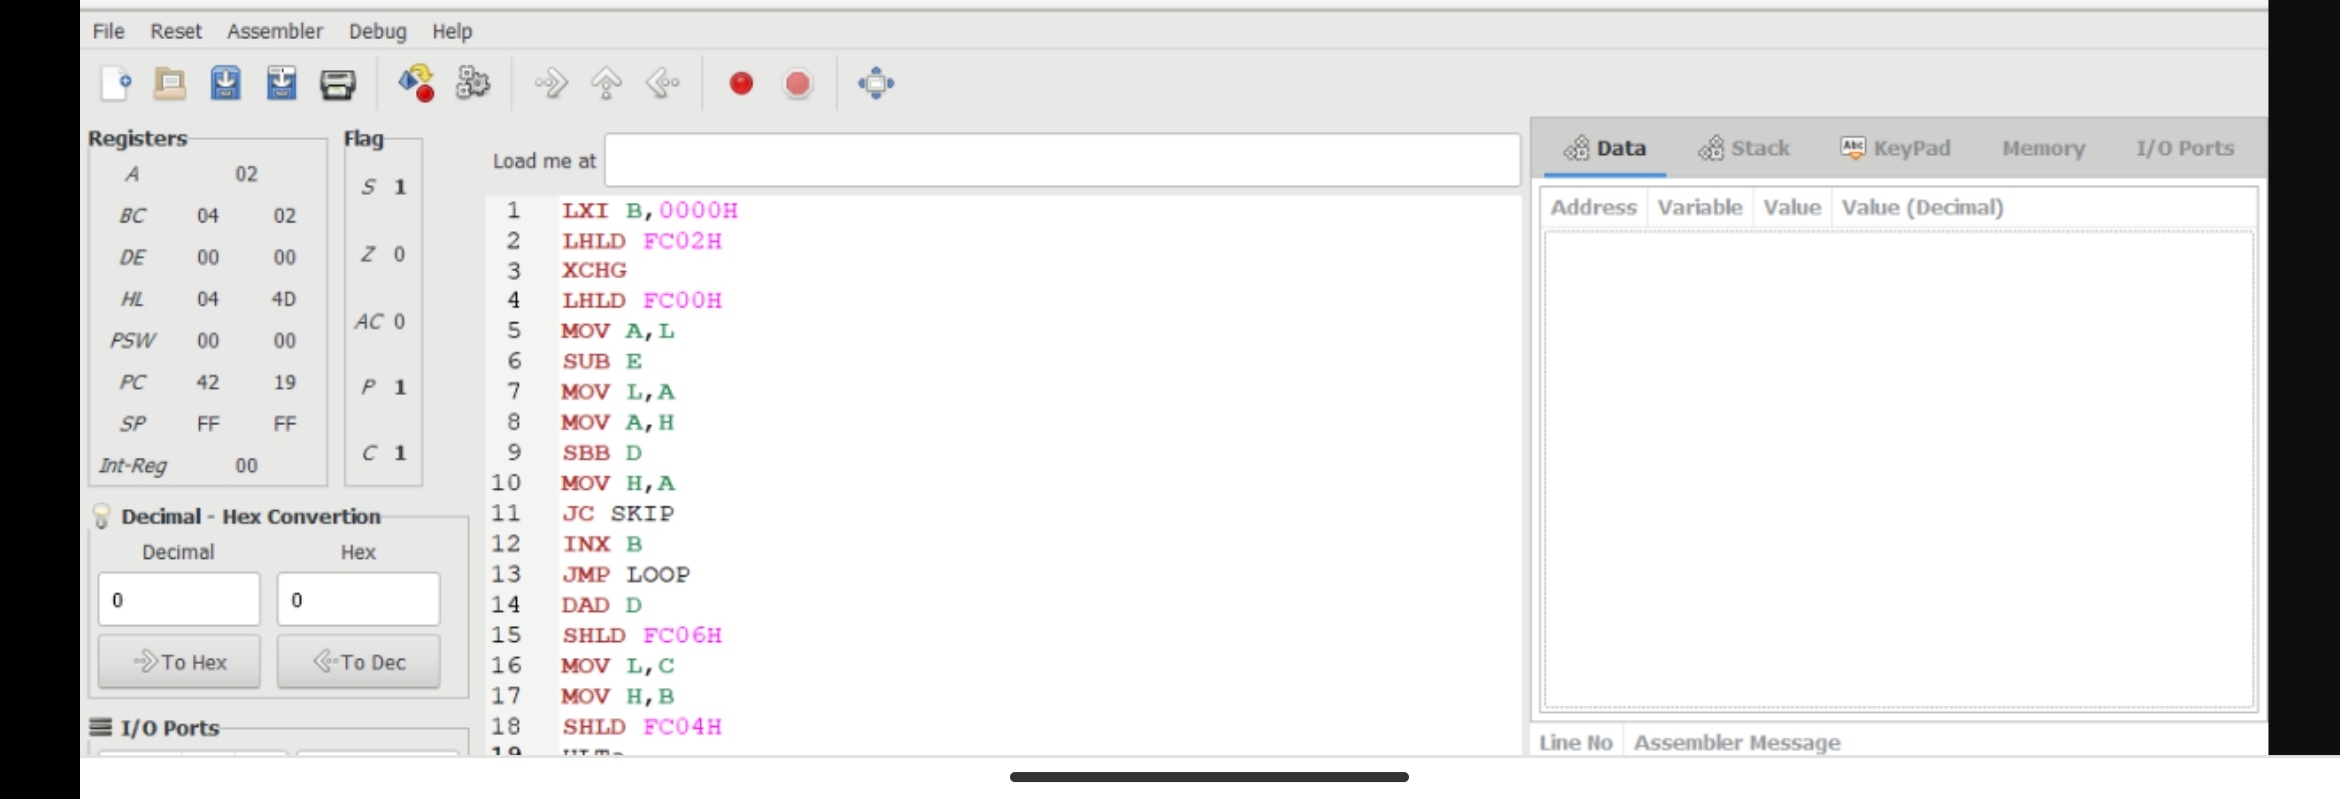 File Reset Assembler Debug Help
Registers
A 02
BC 04 02
DE 00 00
HL 04 4D
PSW 00 00
PC 42 19
SP FF FF
Int-Reg 00
Flag
S 1
Z 0
AC 0
P 1
C 1
Decimal - Hex Convertion
Decimal Hex
0 0
To Hex To Dec
I/O Ports
Load me at
1 LXI B,0000H
2 LHLD FC02H
3 XCHG
4 LHLD FC00H
5 MOV A,L
6 SUB E
7 MOV L,A
8 MOV A,H
9 SBB D
10 MOV H,A
11 JC SKIP
12 INX B
13 JMP LOOP
14 DAD D
15 SHLD FC06H
16 MOV L,C
17 MOV H,B
18 SHLD FC04H
19
Data Stack Abc KeyPad Memory I/O Ports
Address Variable Value Value (Decimal)
Line No Assembler Message